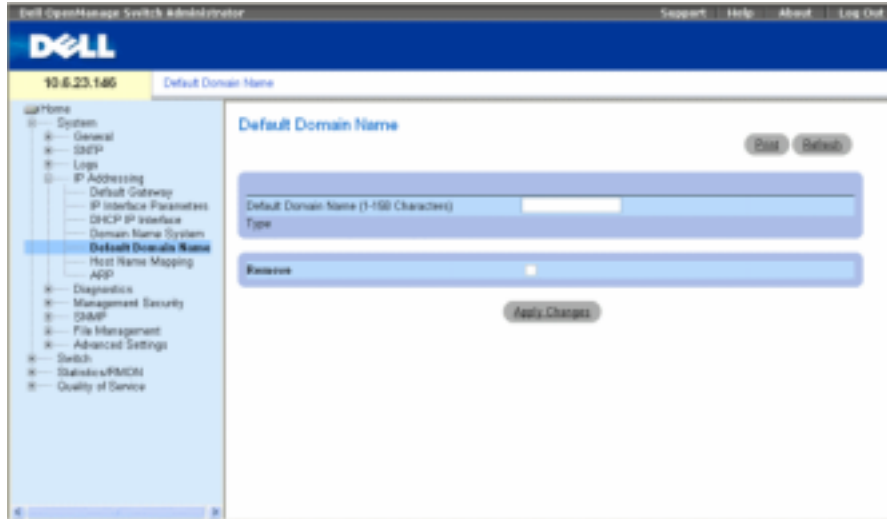 Dell OpenManage Switch Administrator
Support Help About Log Out
DELL
10.6.23.146
Default Domain Name
Home
System
General
SNTP
Logs
IP Addressing
Default Gateway
IP Interface Parameters
DHCP IP Interface
Domain Name System
Default Domain Name
Host Name Mapping
ARP
Diagnostics
Management Security
SNMP
File Management
Advanced Settings
Switch
Statistics/RMON
Quality of Service
Default Domain Name
Print Refresh
Default Domain Name (1-158 Characters)
Type
Remove
Apply Changes